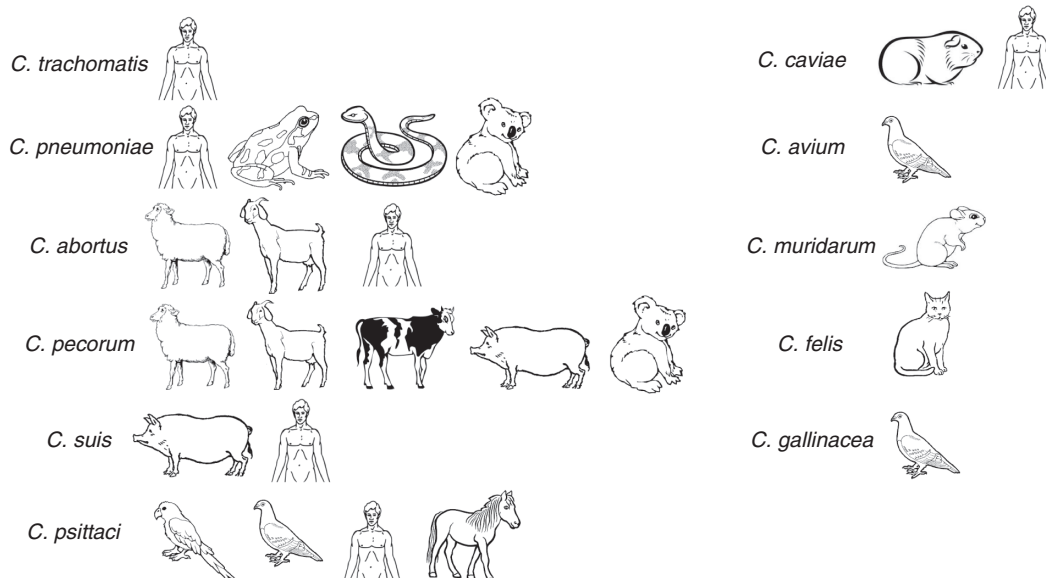 C. trachomatis
C. pneumoniae
C. abortus
C. pecorum
C. suis
C. psittaci
C. caviae
C. avium
C. muridarum
C. felis
C. gallinacea